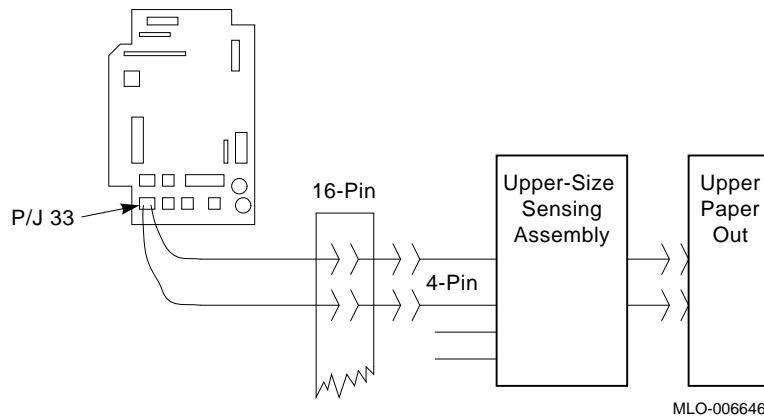 P/J 33
16-Pin
4-Pin
Upper-Size
Sensing
Assembly
Upper
Paper
Out
MLO-006646